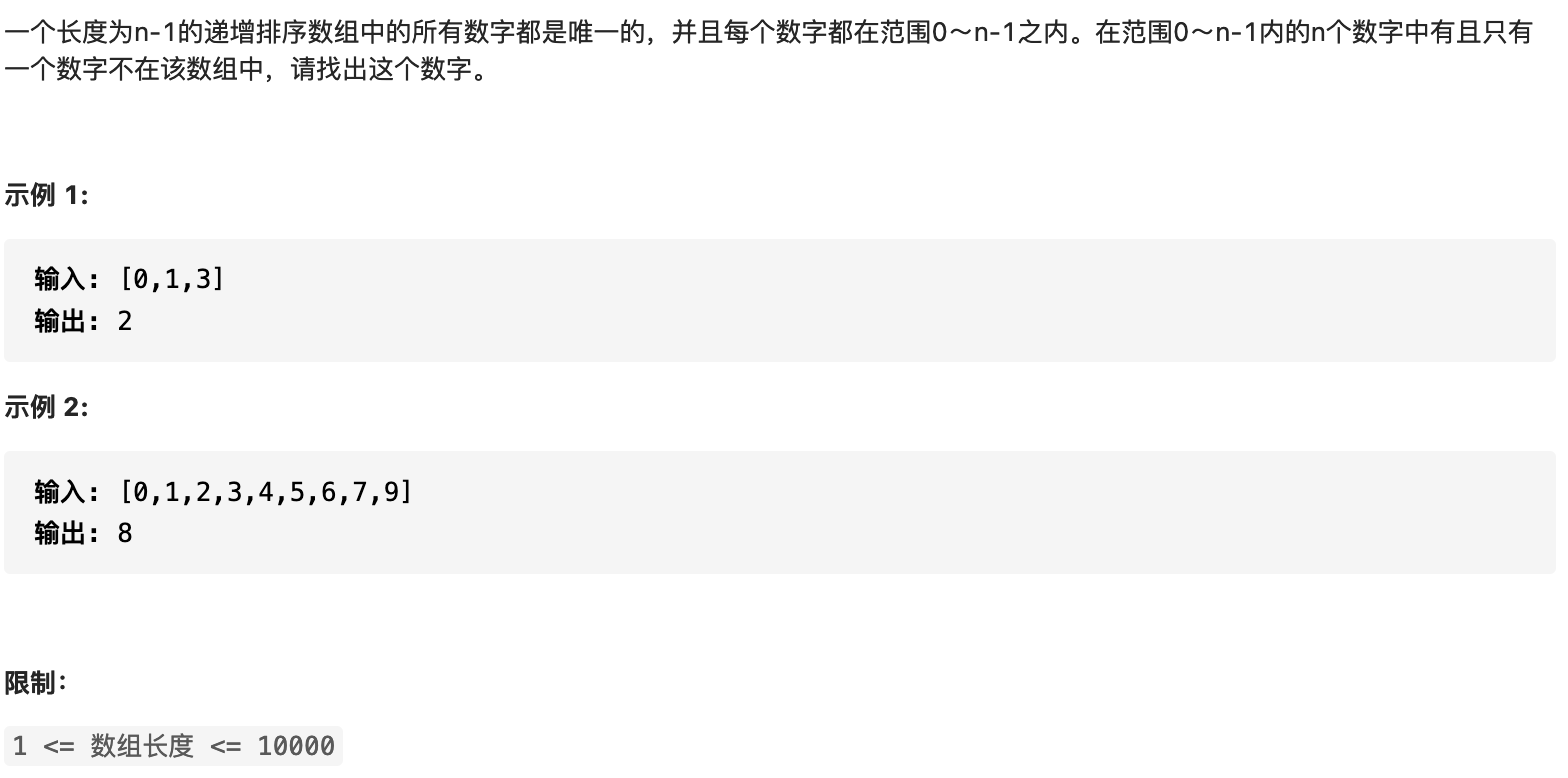 一个长度为n-1的递增排序数组中的所有数字都是唯一的，并且每个数字都在范围0～n-1之内。在范围0～n-1内的n个数字中有且只有
一个数字不在该数组中，请找出这个数字。
示例 1:
输入: [0,1,3]
输出: 2
示例 2:
输入: [0,1,2,3,4,5,6,7,9]
输出: 8
限制：
1 <= 数组长度 <= 10000